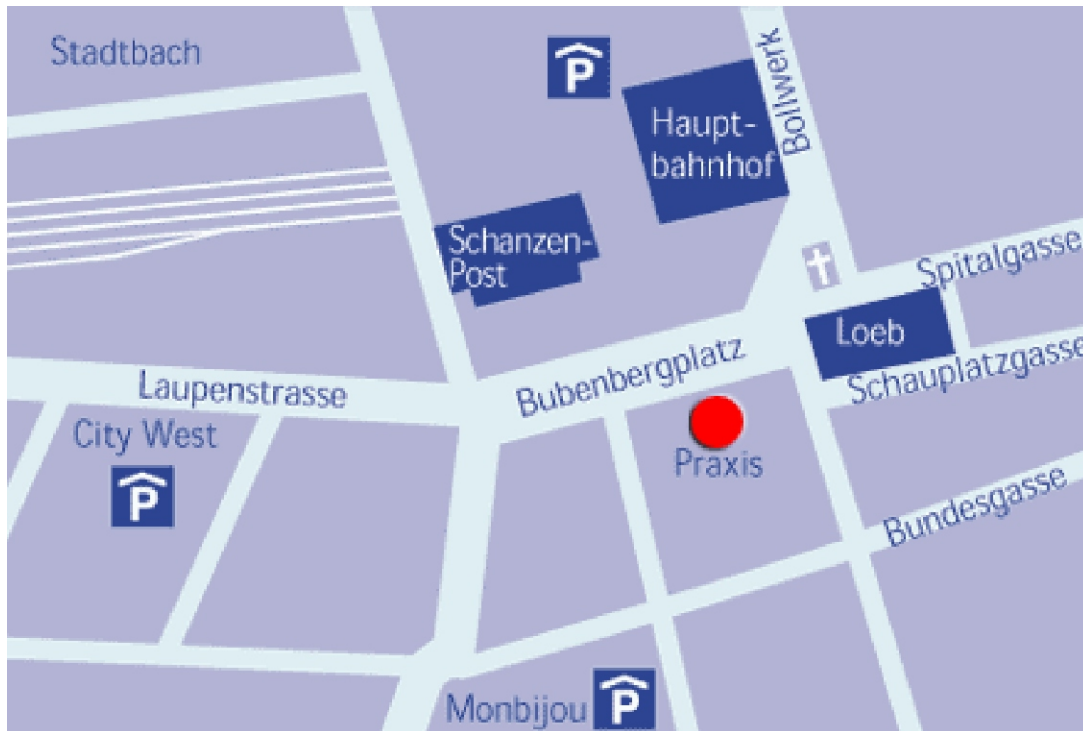 Stadtbach
P
Bollwerk
Haupt-
bahnhof
Schanzen-
Post
Spitalgasse
Loeb
Bubenbergplatz
Schauplatzgasse
Laupenstrasse
City West
P
Praxis
Bundesgasse
Monbijou P